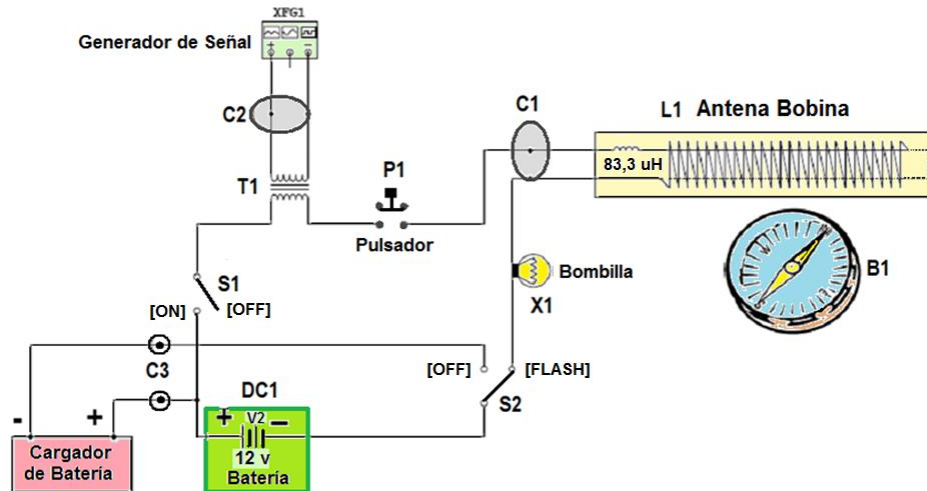 XFG1
Generador de Señal
+
−
C2
T1
P1
Pulsador
C1
L1 Antena Bobina
83,3 uH
B1
Bombilla
X1
S1
[ON]
[OFF]
C3
[OFF]
[FLASH]
S2
DC1
- +
+ V2 −
12 v
Batería
Cargador
de Batería